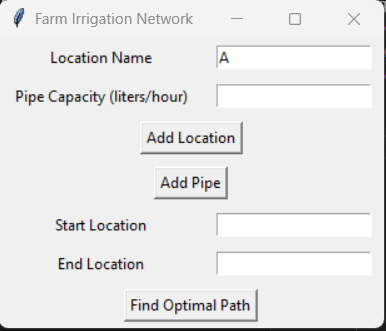 Farm Irrigation Network
Location Name A
Pipe Capacity (liters/hour)
Add Location
Add Pipe
Start Location
End Location
Find Optimal Path